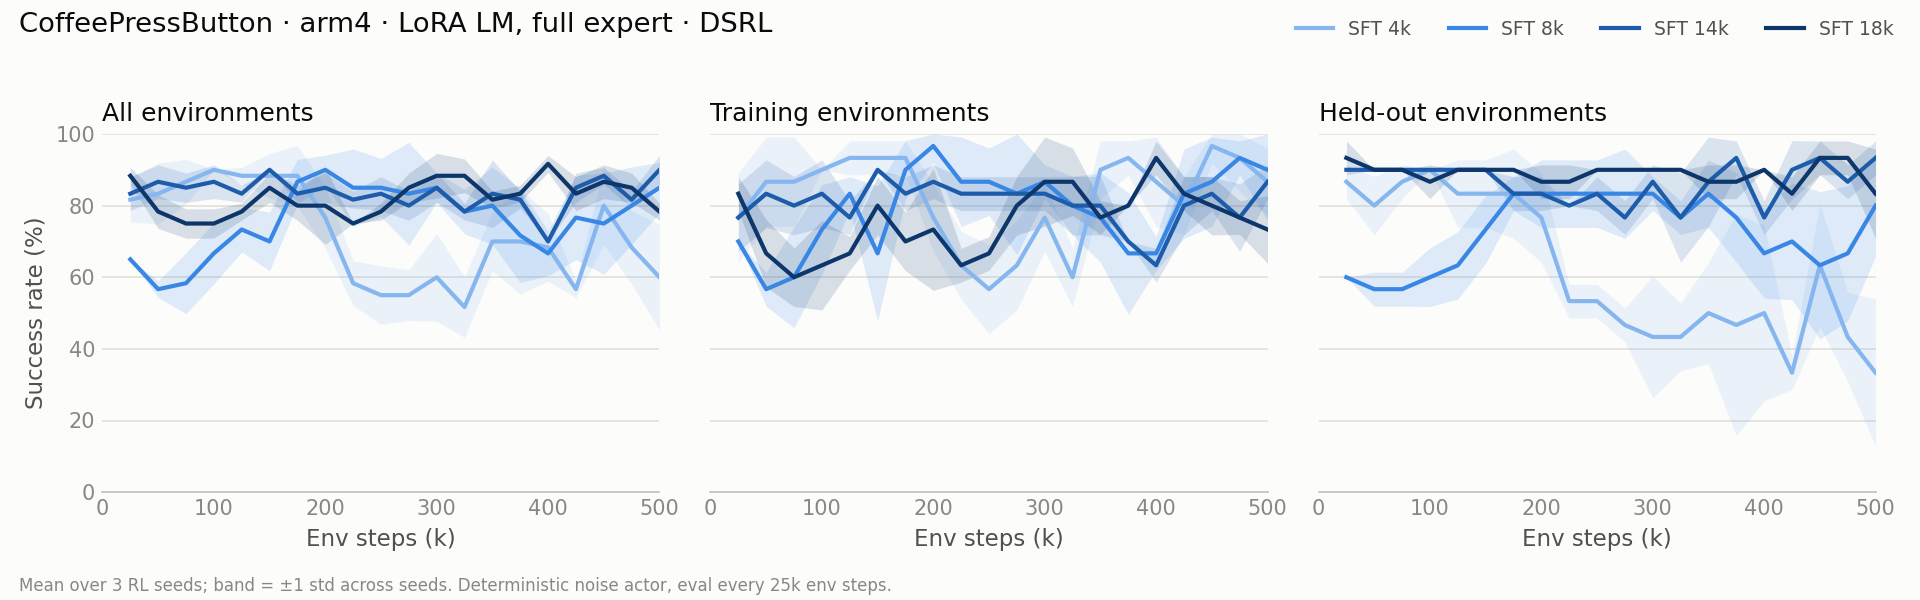 CoffeePressButton · arm4 · LoRA LM, full expert · DSRL
SFT 4k
SFT 8k
SFT 14k
SFT 18k
All environments
Training environments
Held-out environments
Success rate (%)
100
80
60
40
20
0
0 100 200 300 400 500
0 100 200 300 400 500
0 100 200 300 400 500
Env steps (k)
Env steps (k)
Env steps (k)
Mean over 3 RL seeds; band = ±1 std across seeds. Deterministic noise actor, eval every 25k env steps.